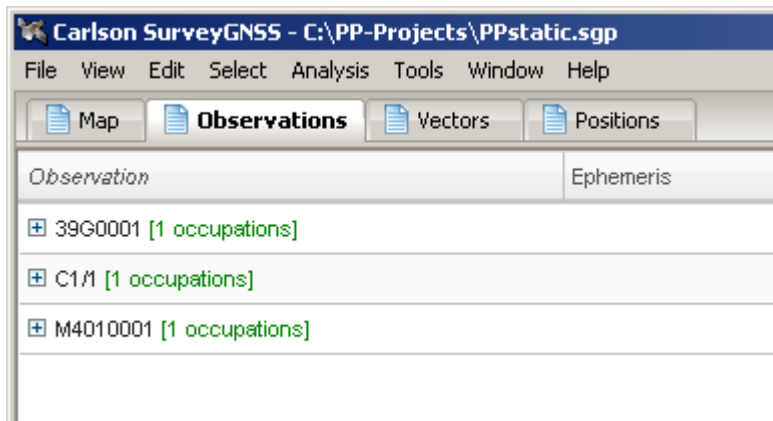 Carlson SurveyGNSS - C:\PP-Projects\PPstatic.sgp
File View Edit Select Analysis Tools Window Help
Map Observations Vectors Positions
Observation Ephemeris
39G0001 [1 occupations]
C1/1 [1 occupations]
M4010001 [1 occupations]